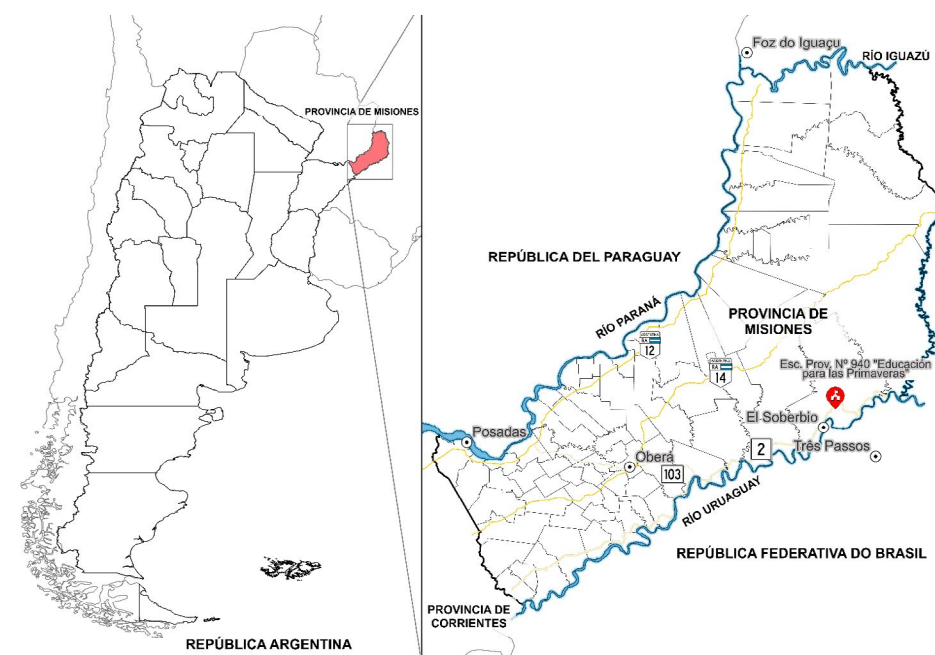 PROVINCIA DE MISIONES
REPÚBLICA ARGENTINA
Foz do Iguaçu
RÍO IGUAZÚ
REPÚBLICA DEL PARAGUAY
RÍO PARANÁ
PROVINCIA DE
MISIONES
12
14
Esc. Prov. Nº 940 "Educación
para las Primaveras"
El Soberbio
Posadas
Três Passos
Oberá
2
103
RÍO URUAGUAY
REPÚBLICA FEDERATIVA DO BRASIL
PROVINCIA DE
CORRIENTES